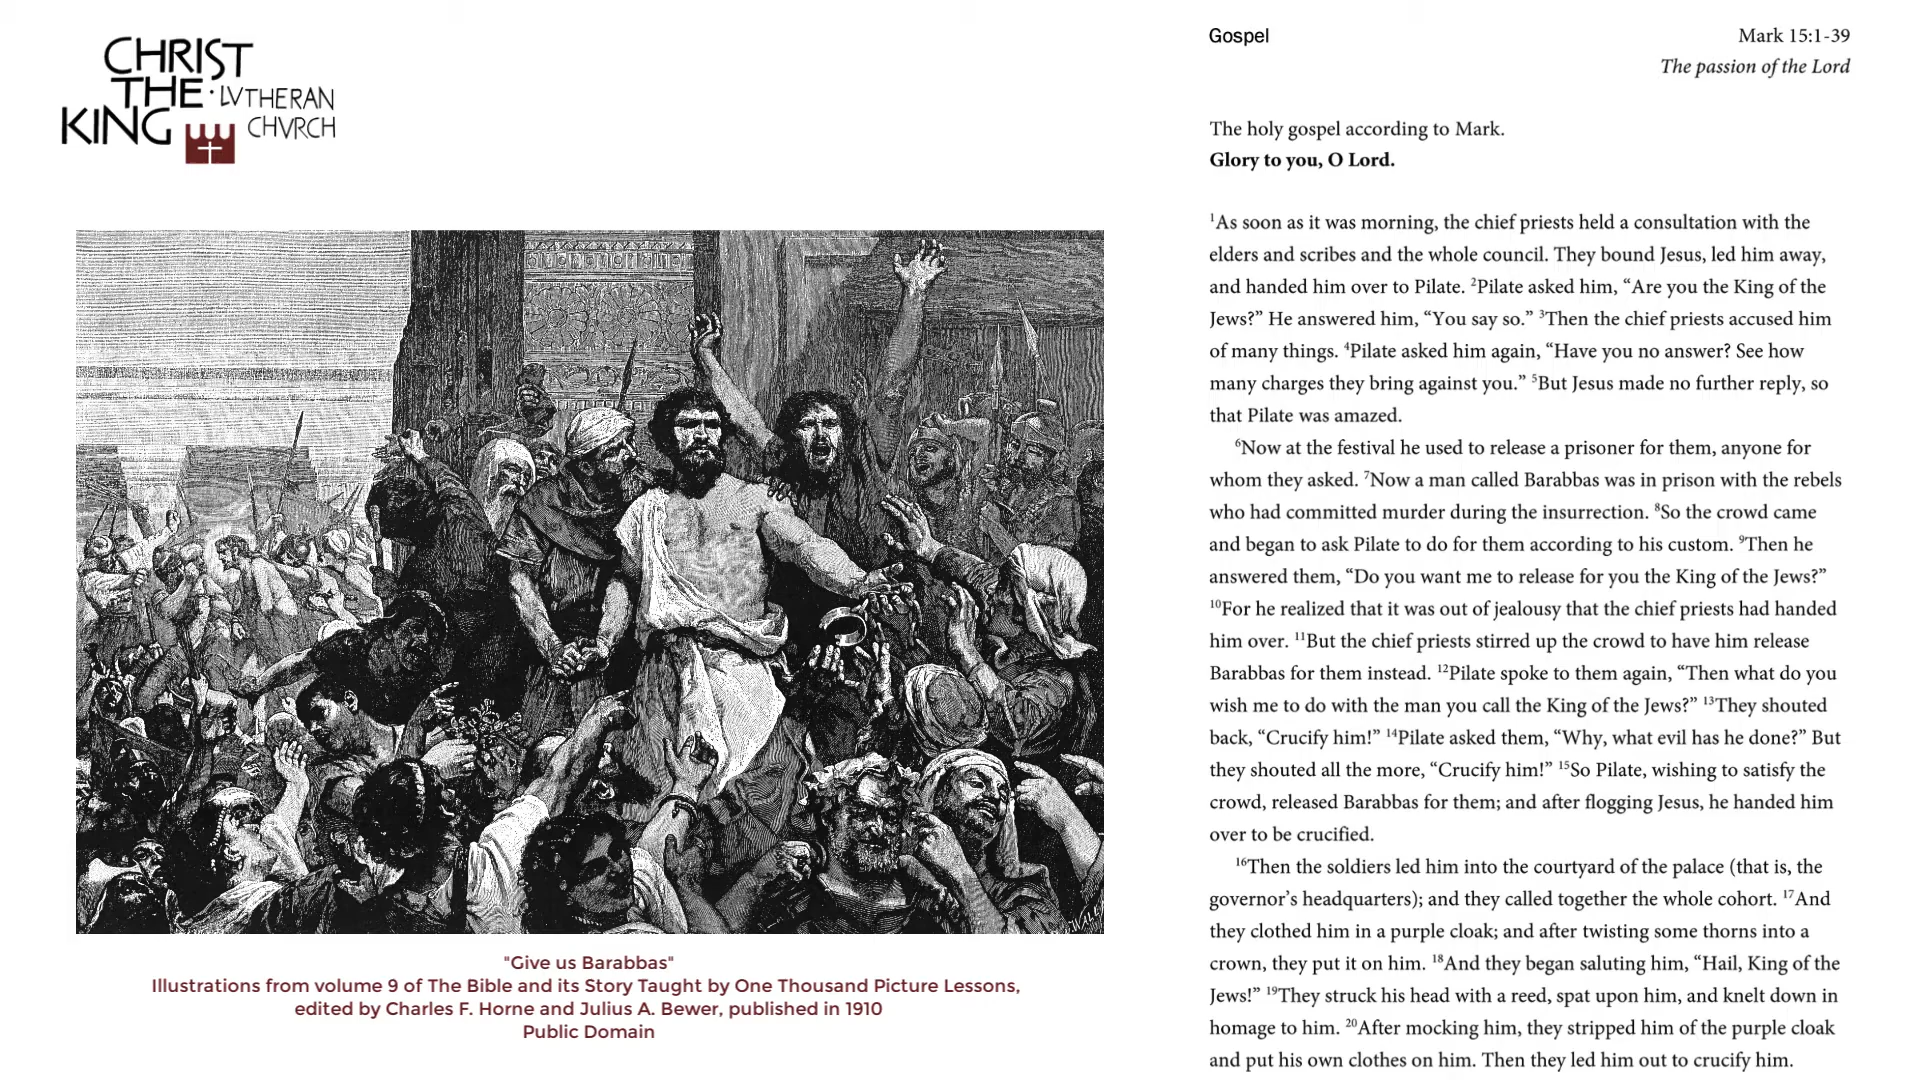 CHRIST
THE · LVTHERAN
KING CHVRCH
"Give us Barabbas"
Illustrations from volume 9 of The Bible and its Story Taught by One Thousand Picture Lessons,
edited by Charles F. Horne and Julius A. Bewer, published in 1910
Public Domain
Gospel Mark 15:1-39
The passion of the Lord
The holy gospel according to Mark.
Glory to you, O Lord.
¹As soon as it was morning, the chief priests held a consultation with the
elders and scribes and the whole council. They bound Jesus, led him away,
and handed him over to Pilate. ²Pilate asked him, “Are you the King of the
Jews?” He answered him, “You say so.” ³Then the chief priests accused him
of many things. ⁴Pilate asked him again, “Have you no answer? See how
many charges they bring against you.” ⁵But Jesus made no further reply, so
that Pilate was amazed.
⁶Now at the festival he used to release a prisoner for them, anyone for
whom they asked. ⁷Now a man called Barabbas was in prison with the rebels
who had committed murder during the insurrection. ⁸So the crowd came
and began to ask Pilate to do for them according to his custom. ⁹Then he
answered them, “Do you want me to release for you the King of the Jews?”
¹⁰For he realized that it was out of jealousy that the chief priests had handed
him over. ¹¹But the chief priests stirred up the crowd to have him release
Barabbas for them instead. ¹²Pilate spoke to them again, “Then what do you
wish me to do with the man you call the King of the Jews?” ¹³They shouted
back, “Crucify him!” ¹⁴Pilate asked them, “Why, what evil has he done?” But
they shouted all the more, “Crucify him!” ¹⁵So Pilate, wishing to satisfy the
crowd, released Barabbas for them; and after flogging Jesus, he handed him
over to be crucified.
¹⁶Then the soldiers led him into the courtyard of the palace (that is, the
governor’s headquarters); and they called together the whole cohort. ¹⁷And
they clothed him in a purple cloak; and after twisting some thorns into a
crown, they put it on him. ¹⁸And they began saluting him, “Hail, King of the
Jews!” ¹⁹They struck his head with a reed, spat upon him, and knelt down in
homage to him. ²⁰After mocking him, they stripped him of the purple cloak
and put his own clothes on him. Then they led him out to crucify him.